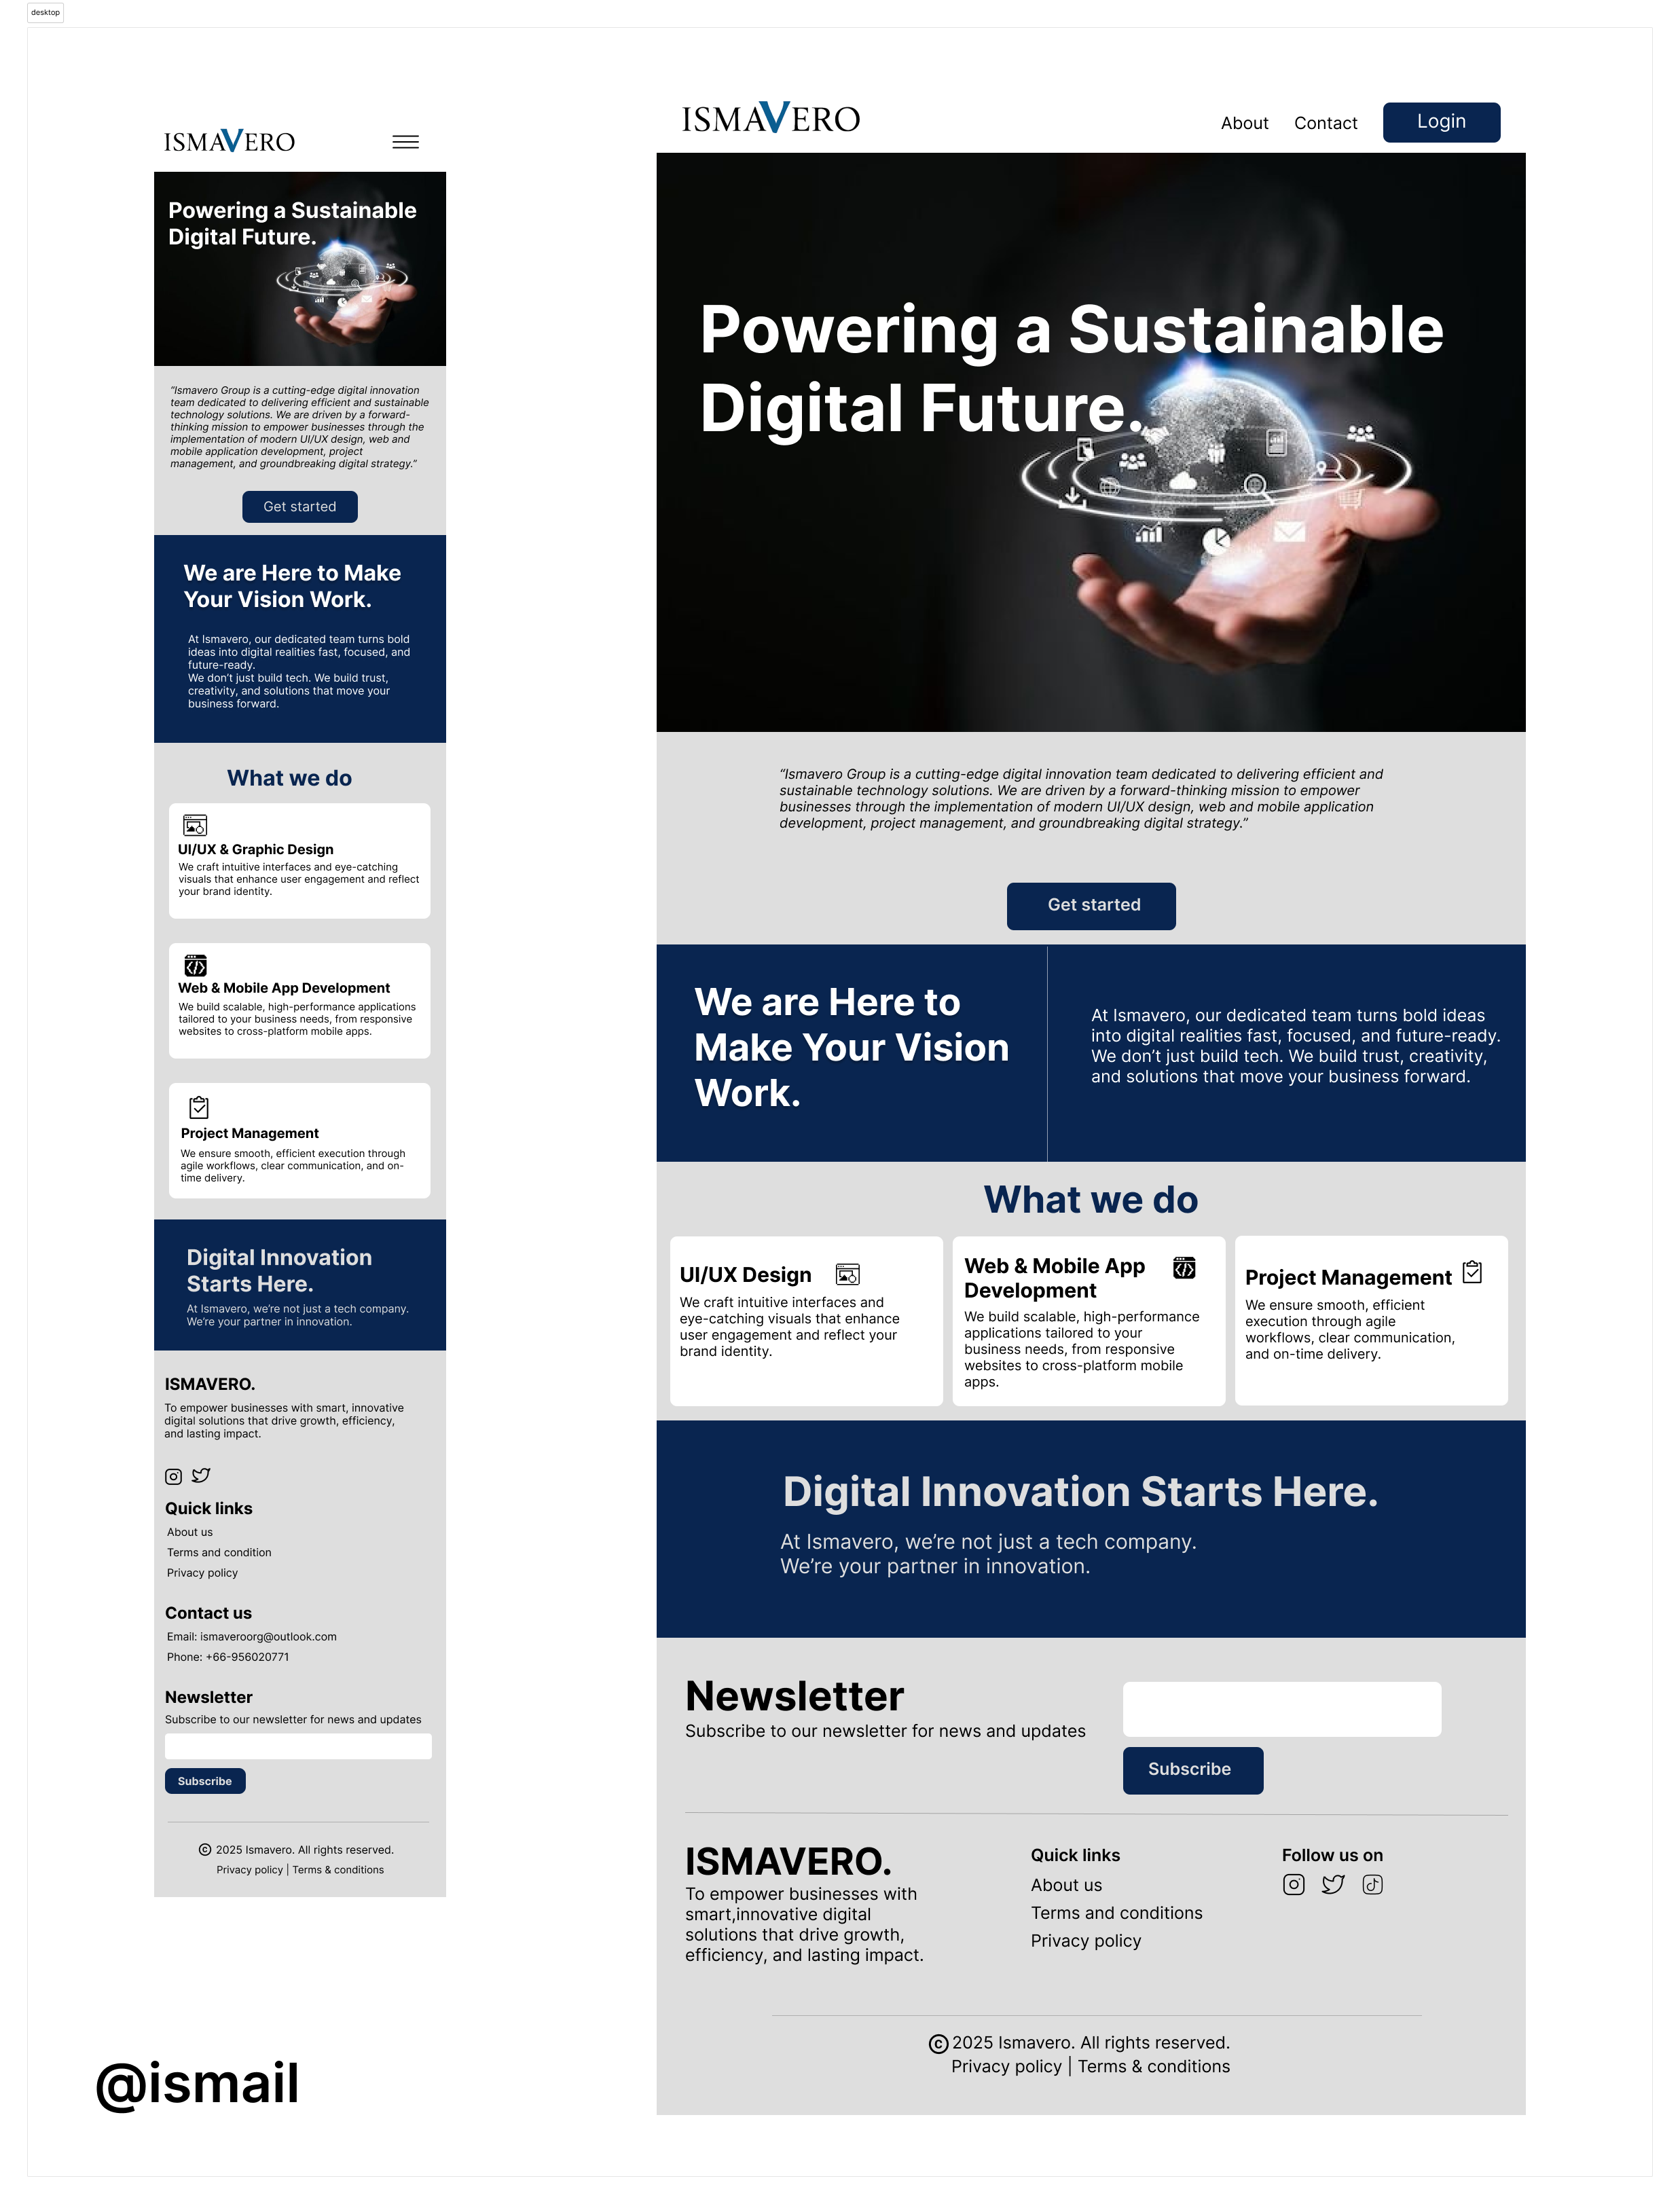 desktop
ISMAVERO
Powering a Sustainable
Digital Future.
“Ismavero Group is a cutting-edge digital innovation
team dedicated to delivering efficient and sustainable
technology solutions. We are driven by a forward-
thinking mission to empower businesses through the
implementation of modern UI/UX design, web and
mobile application development, project
management, and groundbreaking digital strategy.”
Get started
We are Here to Make
Your Vision Work.
At Ismavero, our dedicated team turns bold
ideas into digital realities fast, focused, and
future-ready.
We don’t just build tech. We build trust,
creativity, and solutions that move your
business forward.
What we do
UI/UX & Graphic Design
We craft intuitive interfaces and eye-catching
visuals that enhance user engagement and reflect
your brand identity.
Web & Mobile App Development
We build scalable, high-performance applications
tailored to your business needs, from responsive
websites to cross-platform mobile apps.
Project Management
We ensure smooth, efficient execution through
agile workflows, clear communication, and on-
time delivery.
Digital Innovation
Starts Here.
At Ismavero, we’re not just a tech company.
We’re your partner in innovation.
ISMAVERO.
To empower businesses with smart, innovative
digital solutions that drive growth, efficiency,
and lasting impact.
Quick links
About us
Terms and condition
Privacy policy
Contact us
Email: ismaveroorg@outlook.com
Phone: +66-956020771
Newsletter
Subscribe to our newsletter for news and updates
Subscribe
© 2025 Ismavero. All rights reserved.
Privacy policy | Terms & conditions
@ismail
ISMAVERO
About Contact Login
Powering a Sustainable
Digital Future.
“Ismavero Group is a cutting-edge digital innovation team dedicated to delivering efficient and
sustainable technology solutions. We are driven by a forward-thinking mission to empower
businesses through the implementation of modern UI/UX design, web and mobile application
development, project management, and groundbreaking digital strategy.”
Get started
We are Here to
Make Your Vision
Work.
At Ismavero, our dedicated team turns bold ideas
into digital realities fast, focused, and future-ready.
We don’t just build tech. We build trust, creativity,
and solutions that move your business forward.
What we do
UI/UX Design
We craft intuitive interfaces and
eye-catching visuals that enhance
user engagement and reflect your
brand identity.
Web & Mobile App
Development
We build scalable, high-performance
applications tailored to your
business needs, from responsive
websites to cross-platform mobile
apps.
Project Management
We ensure smooth, efficient
execution through agile
workflows, clear communication,
and on-time delivery.
Digital Innovation Starts Here.
At Ismavero, we’re not just a tech company.
We’re your partner in innovation.
Newsletter
Subscribe to our newsletter for news and updates
Subscribe
ISMAVERO.
To empower businesses with
smart,innovative digital
solutions that drive growth,
efficiency, and lasting impact.
Quick links
About us
Terms and conditions
Privacy policy
Follow us on
© 2025 Ismavero. All rights reserved.
Privacy policy | Terms & conditions